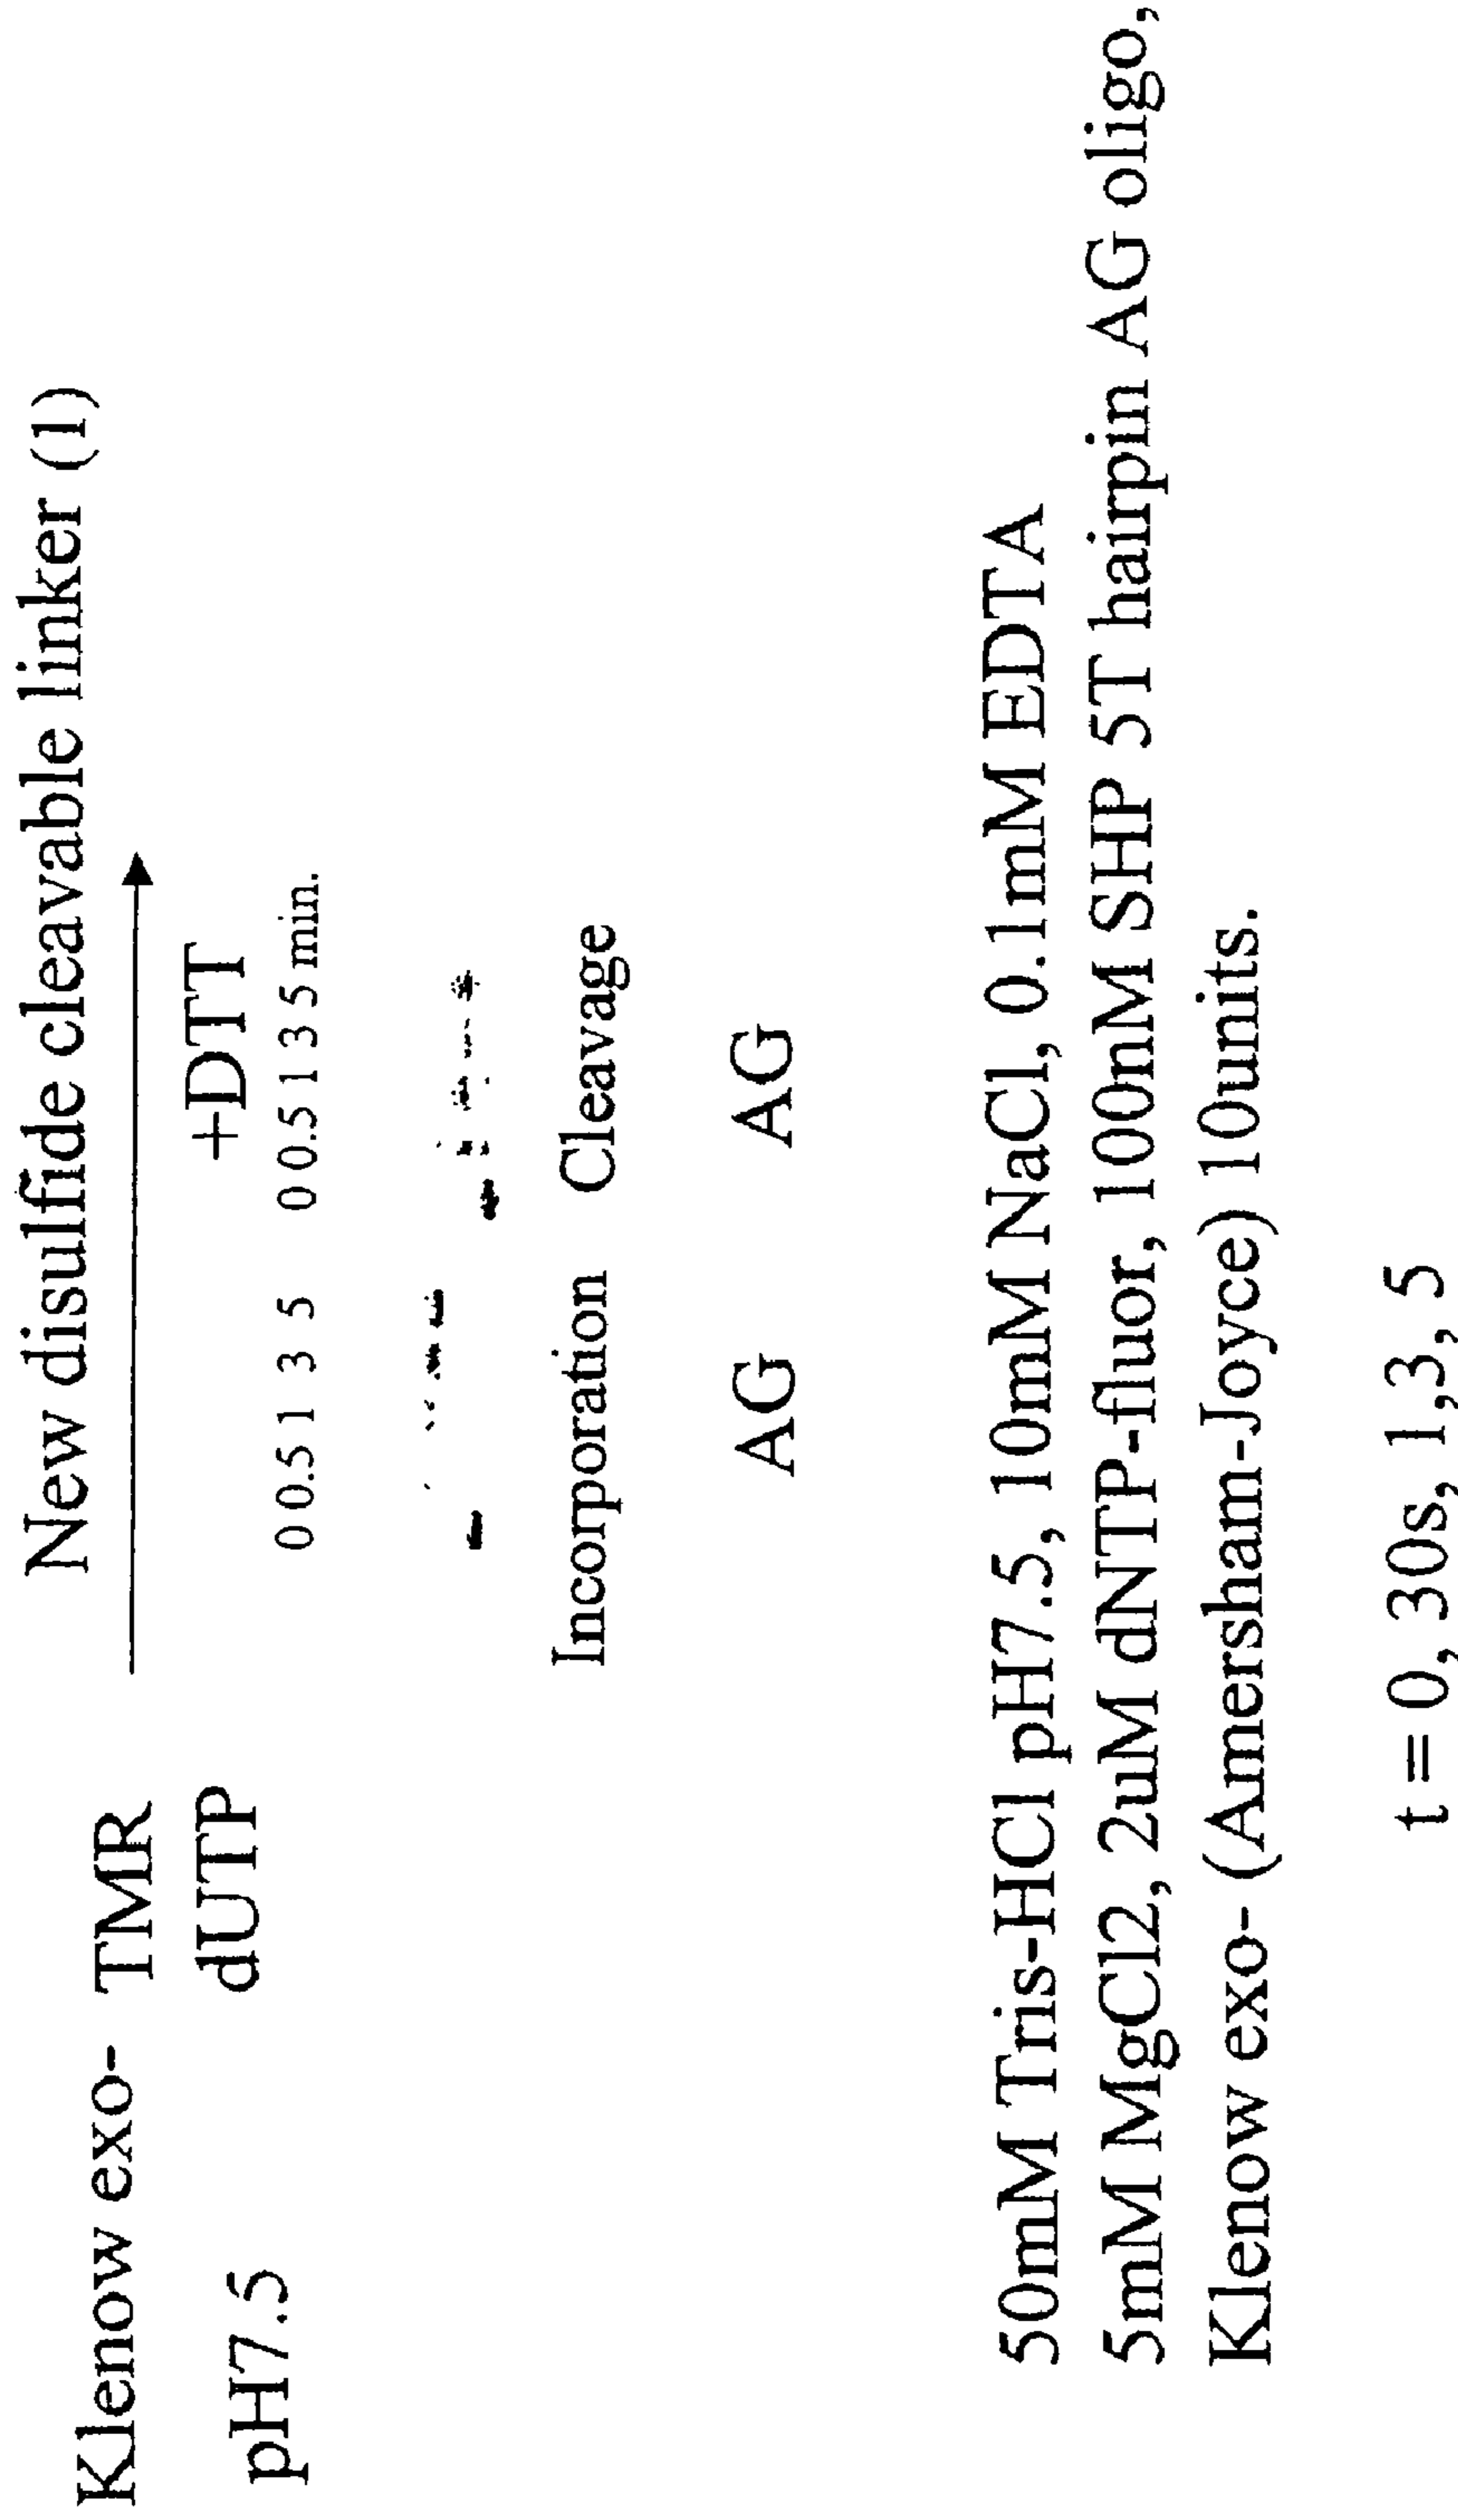 New disulfide cleavable linker (1)
Klenow exo-
TMR
dUTP
pH7.5
+DTT
0 0.5 1 3 5
0 0.5 1 3 5 min.
Incorporation
Cleavage
AG
AG
50mM Tris-HCl pH7.5, 10mM NaCl, 0.1mM EDTA
5mM MgCl2, 2uM dNTP-fluor, 100nM SHP 5T hairpin AG oligo,
Klenow exo- (Amersham-Joyce) 10units.
t = 0, 30s, 1,3, 5